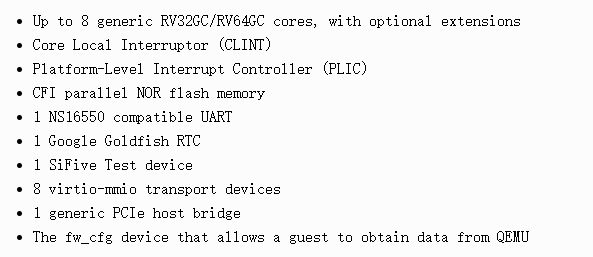 • Up to 8 generic RV32GC/RV64GC cores, with optional extensions
• Core Local Interruptor (CLINT)
• Platform-Level Interrupt Controller (PLIC)
• CFI parallel NOR flash memory
• 1 NS16550 compatible UART
• 1 Google Goldfish RTC
• 1 SiFive Test device
• 8 virtio-mmio transport devices
• 1 generic PCIe host bridge
• The fw_cfg device that allows a guest to obtain data from QEMU